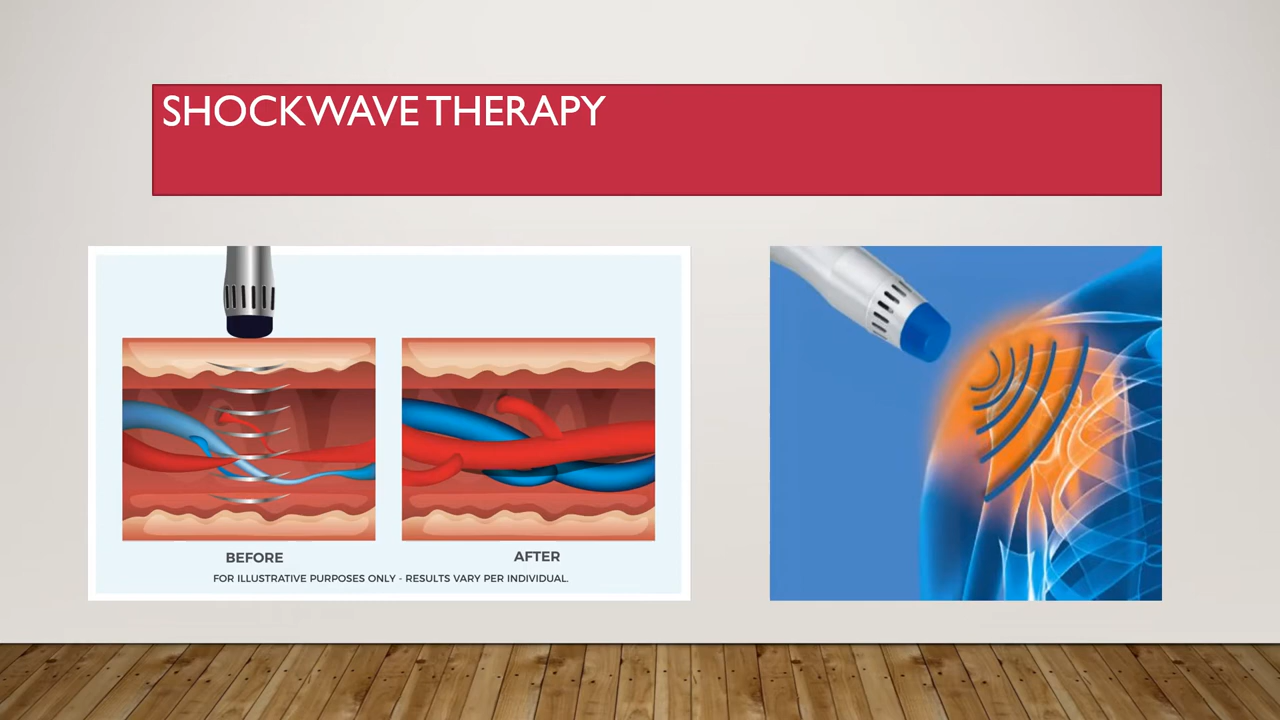 SHOCKWAVE THERAPY
BEFORE
AFTER
FOR ILLUSTRATIVE PURPOSES ONLY - RESULTS VARY PER INDIVIDUAL.